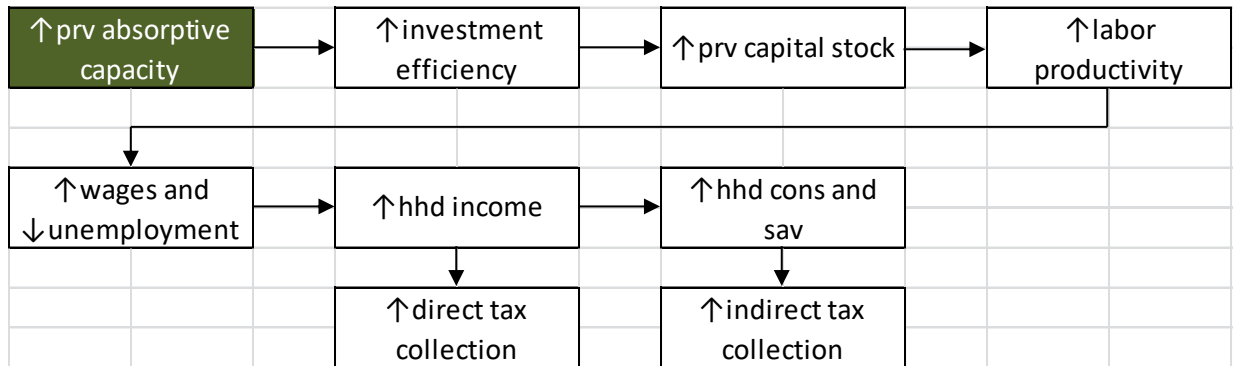 ↑prv absorptive
capacity
↑investment
efficiency
↑prv capital stock
↑labor
productivity
↑wages and
↓unemployment
↑hhd income
↑hhd cons and
sav
↑direct tax
collection
↑indirect tax
collection